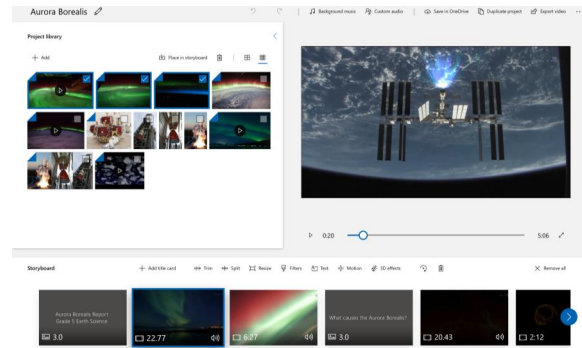 Aurora Borealis
Background music
Custom audio
Save in OneDrive
Duplicate project
Export video
Project library
Add
Place in storyboard
0:20
5:06
Storyboard
Add title card
Trim
Split
Resize
Filters
Text
Motion
3D effects
Remove all
Aurora Borealis Report
Grade 5 Earth Science
3.0
22.77
6.27
What causes the Aurora Borealis?
3.0
20.43
2:12